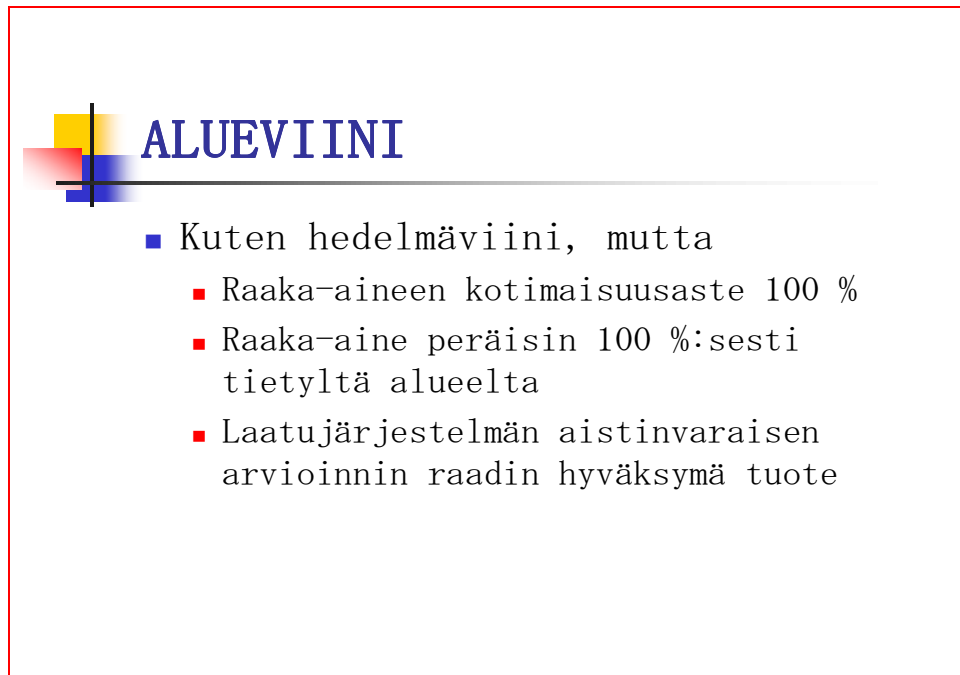 ALUEVIINI
Kuten hedelmäviini, mutta
Raaka-aineen kotimaisuusaste 100 %
Raaka-aine peräisin 100 %:sesti
tietyltä alueelta
Laatujärjestelmän aistinvaraisen
arvioinnin raadin hyväksymä tuote